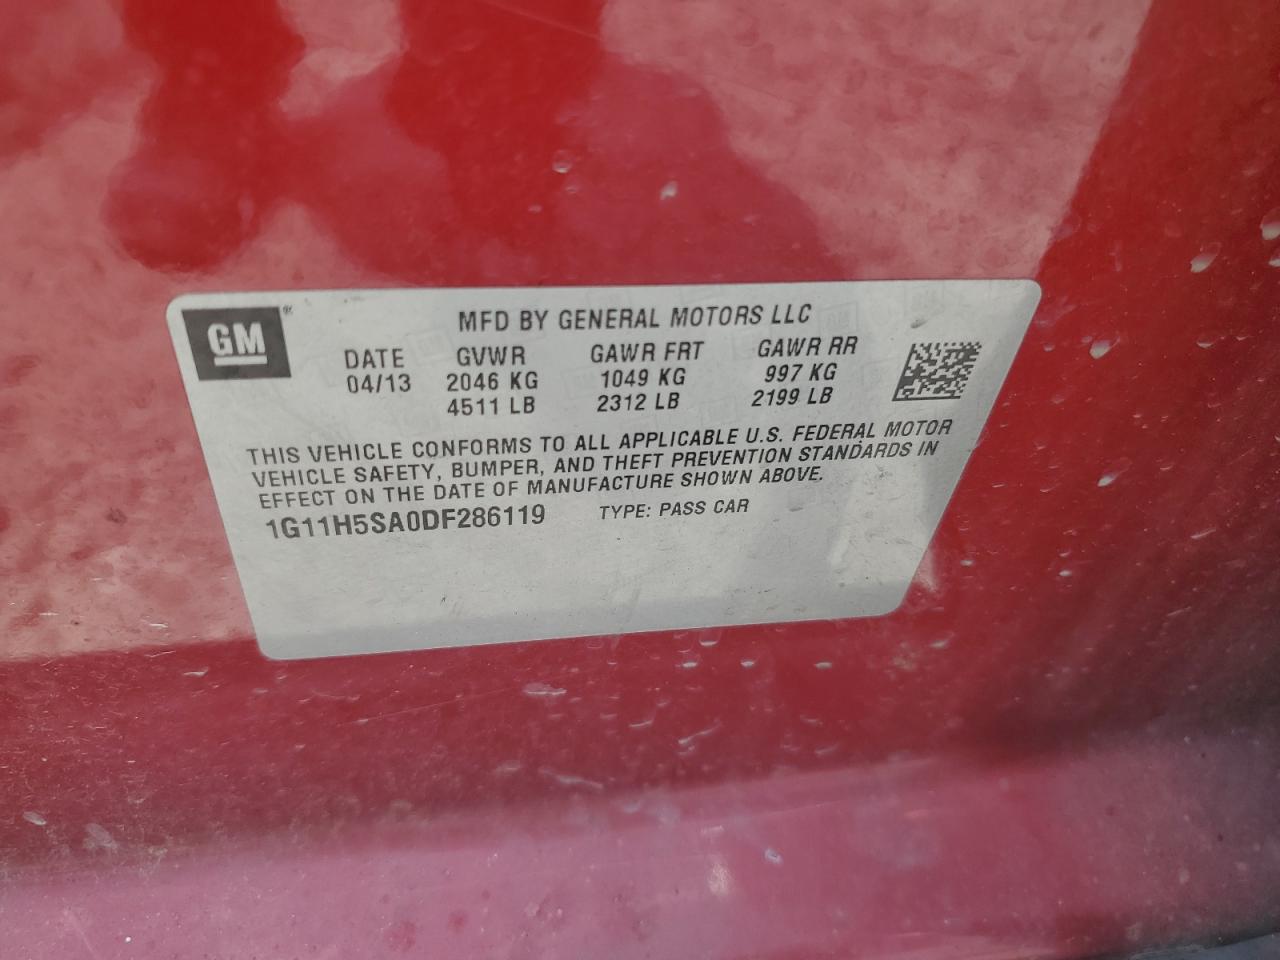 GM®
MFD BY GENERAL MOTORS LLC
DATE GVWR GAWR FRT GAWR RR
04/13 2046 KG 1049 KG 997 KG
4511 LB 2312 LB 2199 LB
THIS VEHICLE CONFORMS TO ALL APPLICABLE U.S. FEDERAL MOTOR
VEHICLE SAFETY, BUMPER, AND THEFT PREVENTION STANDARDS IN
EFFECT ON THE DATE OF MANUFACTURE SHOWN ABOVE.
1G11H5SA0DF286119 TYPE: PASS CAR